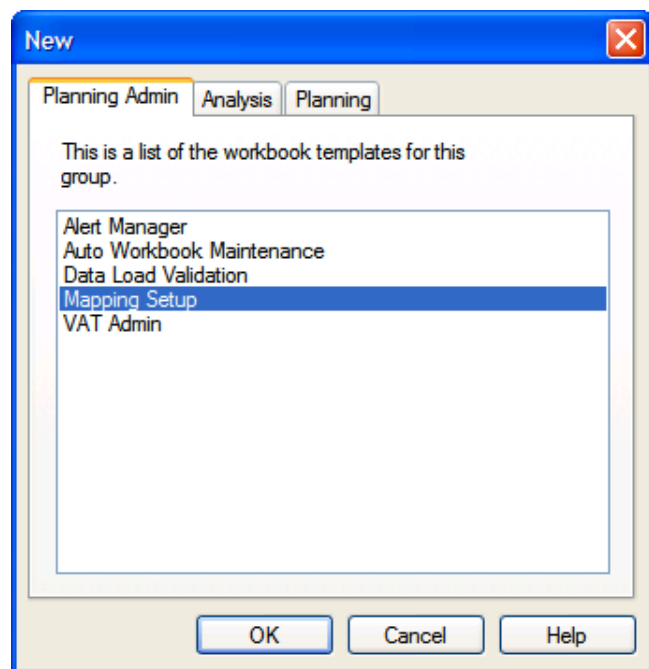 New
Planning Admin
Analysis
Planning
This is a list of the workbook templates for this
group.
Alert Manager
Auto Workbook Maintenance
Data Load Validation
Mapping Setup
VAT Admin
OK
Cancel
Help